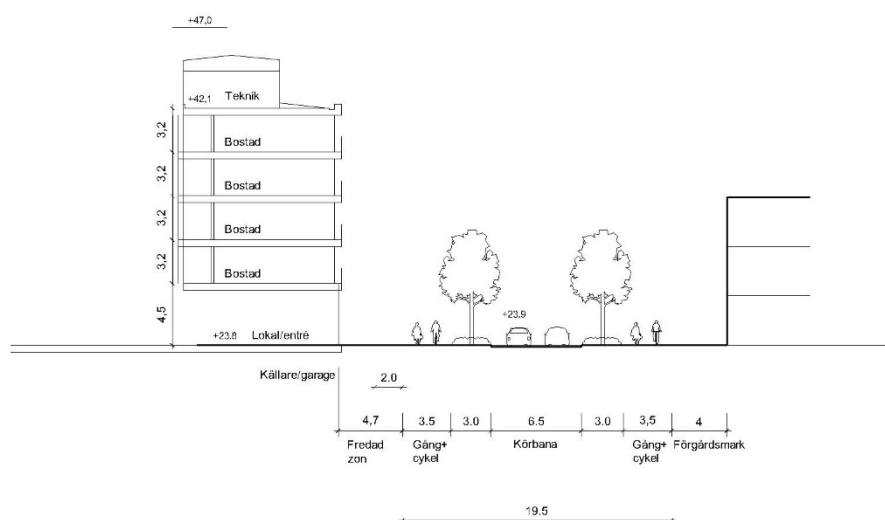 +47,0
Teknik
+42,1
3,2
Bostad
3,2
Bostad
3,2
Bostad
3,2
Bostad
4,5
+23.8 Lokal/entré
+23.9
Källare/garage
2.0
4,7 3.5 3.0 6.5 3.0 3,5 4
Fredad zon
Gång+ cykel
Körbana
Gång+ cykel
Förgårdsmark
19.5